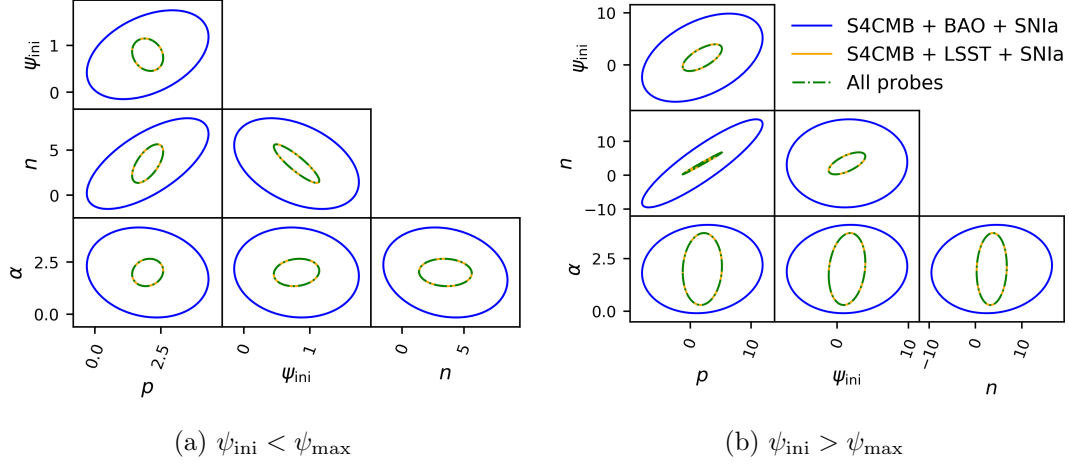 ψini
1
0
n
5
0
α
2.5
0.0
0.0
2.5
p
0
1
ψini
0
5
n
S4CMB + BAO + SNIa
S4CMB + LSST + SNIa
All probes
ψini
10
0
n
10
0
−10
α
2.5
0.0
0
10
p
0
10
ψini
−10
0
10
n
(a) ψini < ψmax
(b) ψini > ψmax